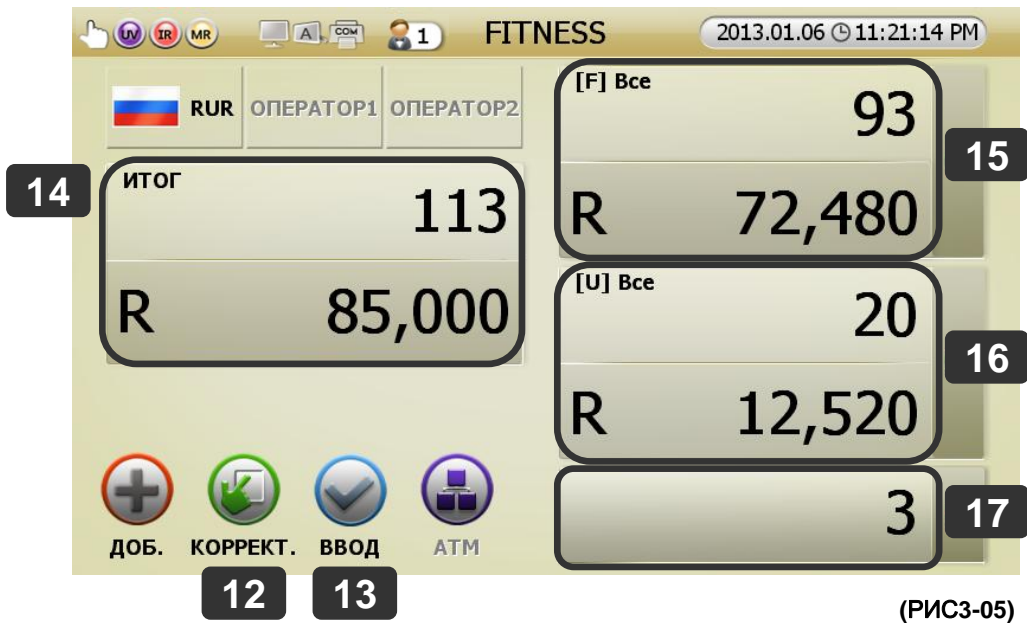 UV IR MR A COM 1 FITNESS 2013.01.06 11:21:14 PM
RUR ОПЕРАТОР1 ОПЕРАТОР2
[F] Все
93
R 72,480
15
14
ИТОГ
113
R 85,000
[U] Все
20
R 12,520
16
3
17
ДОБ. КОРРЕКТ. ВВОД ATM
12 13
(РИС3-05)